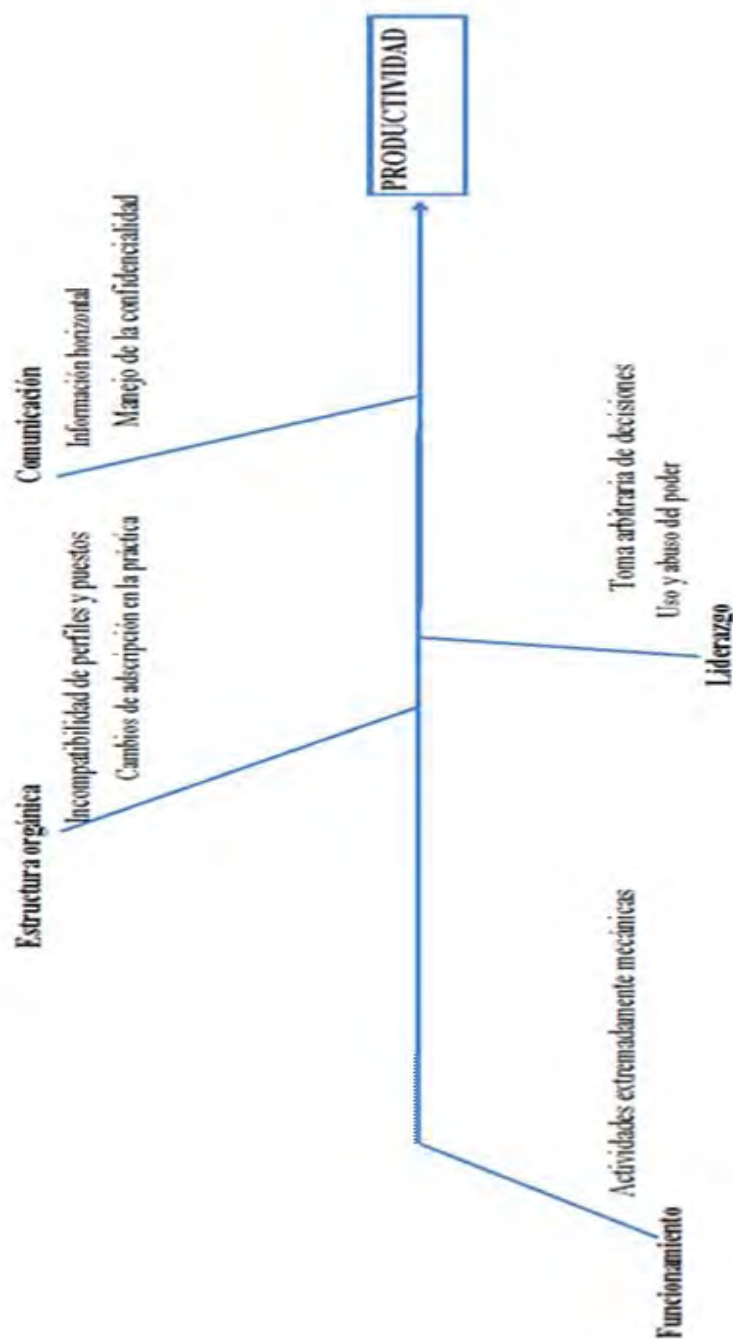 Estructura orgánica
Incompatibilidad de perfiles y puestos
Cambios de adscripción en la práctica
Comunicación
Información horizontal
Manejo de la confidencialidad
PRODUCTIVIDAD
Funcionamiento
Actividades extremadamente mecánicas
Liderazgo
Toma arbitraria de decisiones
Uso y abuso del poder